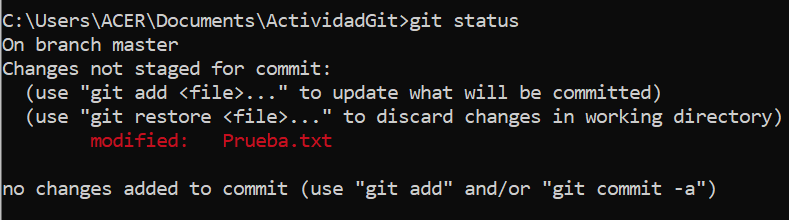 C:\Users\ACER\Documents\ActividadGit>git status
On branch master
Changes not staged for commit:
  (use "git add <file>..." to update what will be committed)
  (use "git restore <file>..." to discard changes in working directory)
        modified:   Prueba.txt

no changes added to commit (use "git add" and/or "git commit -a")